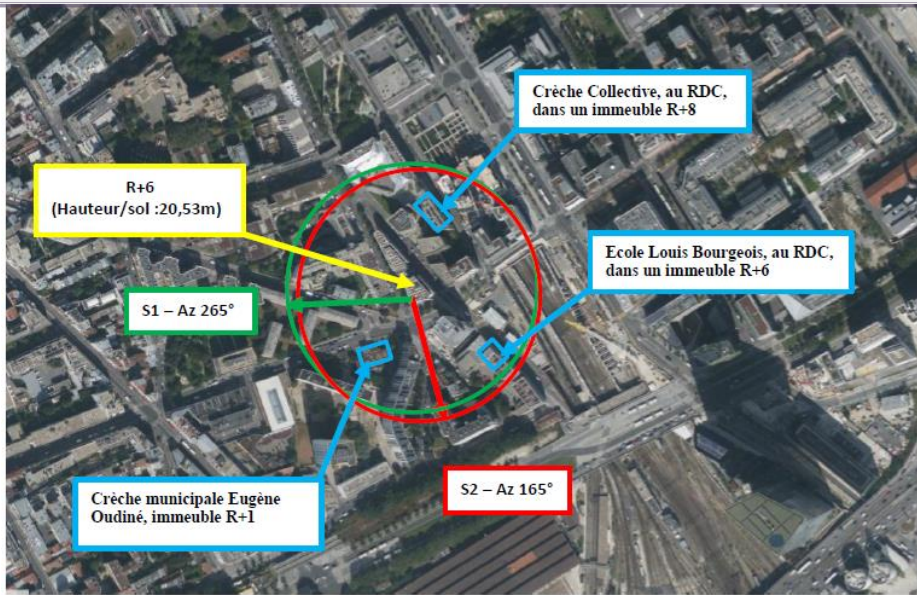 Crèche Collective, au RDC,
dans un immeuble R+8
R+6
(Hauteur/sol :20,53m)
Ecole Louis Bourgeois, au RDC,
dans un immeuble R+6
S1 – Az 265°
S2 – Az 165°
Crèche municipale Eugène
Oudiné, immeuble R+1